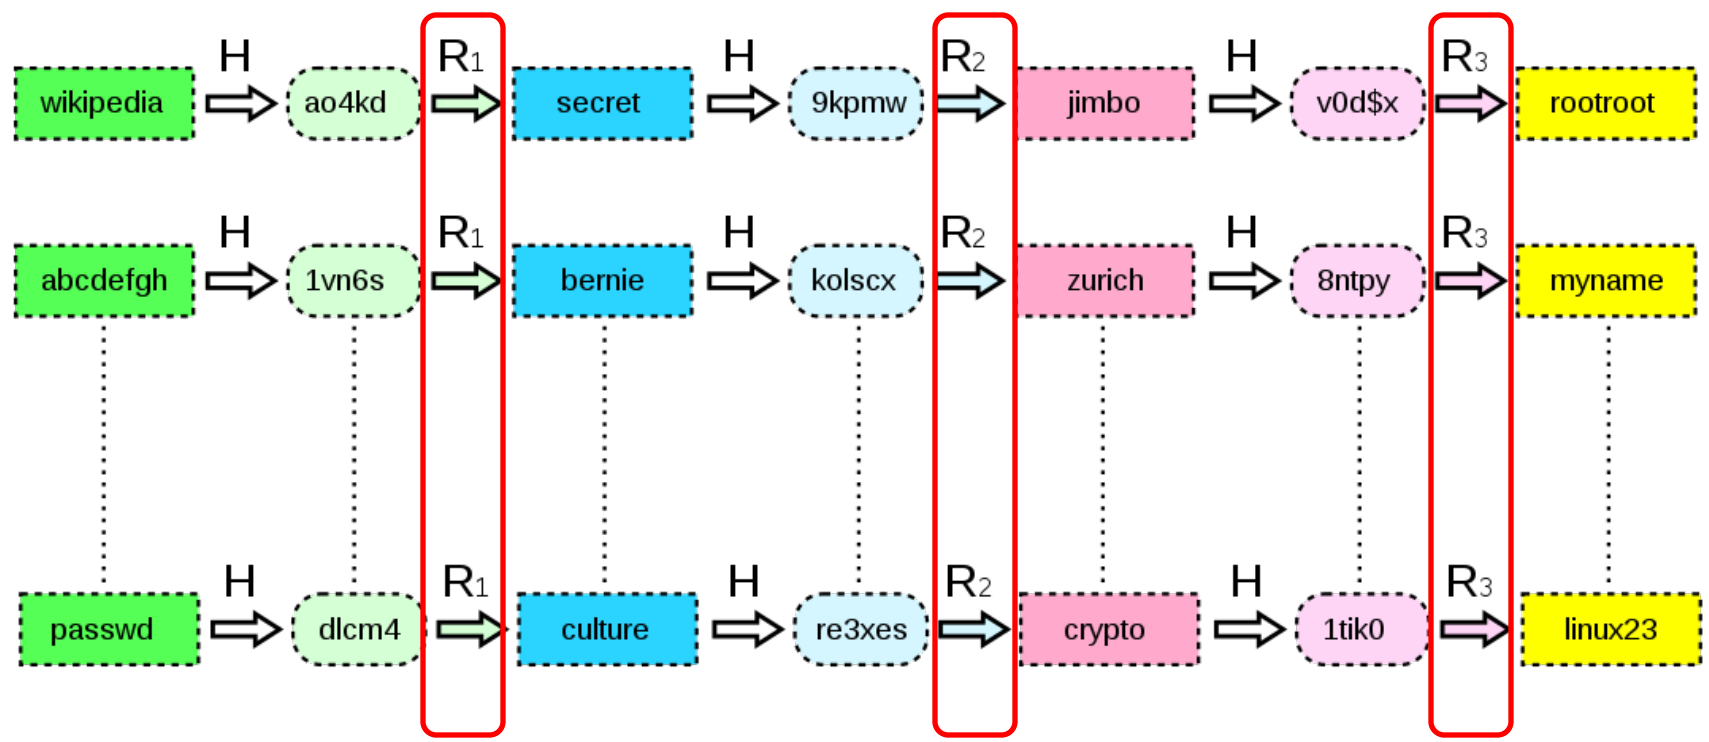 H R1 H R2 H R3
wikipedia ao4kd secret 9kpmw jimbo v0d$x rootroot
H R1 H R2 H R3
abcdefgh 1vn6s bernie kolscx zurich 8ntpy myname
H R1 H R2 H R3
passwd dlcm4 culture re3xes crypto 1tik0 linux23